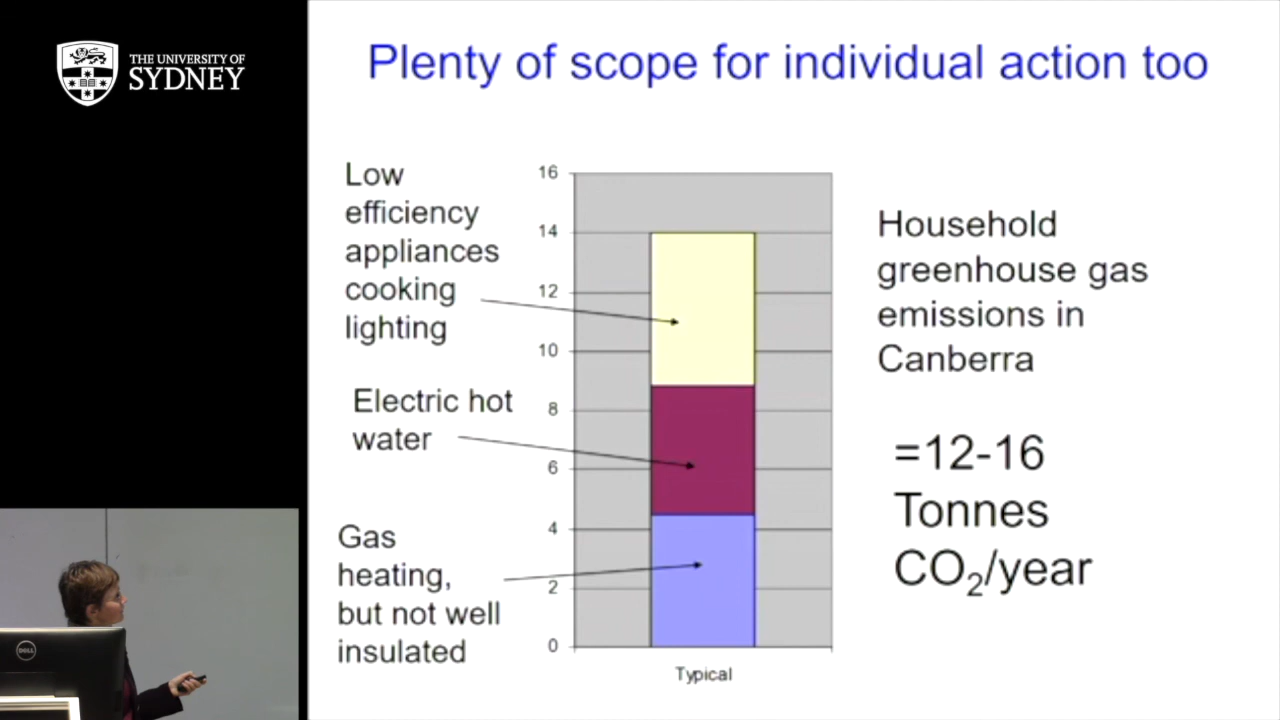 THE UNIVERSITY OF
SYDNEY
Plenty of scope for individual action too
Low
efficiency
appliances
cooking
lighting
Electric hot
water
Gas
heating,
but not well
insulated
16
14
12
10
8
6
4
2
0
Typical
Household
greenhouse gas
emissions in
Canberra
=12-16
Tonnes
CO₂/year
DELL